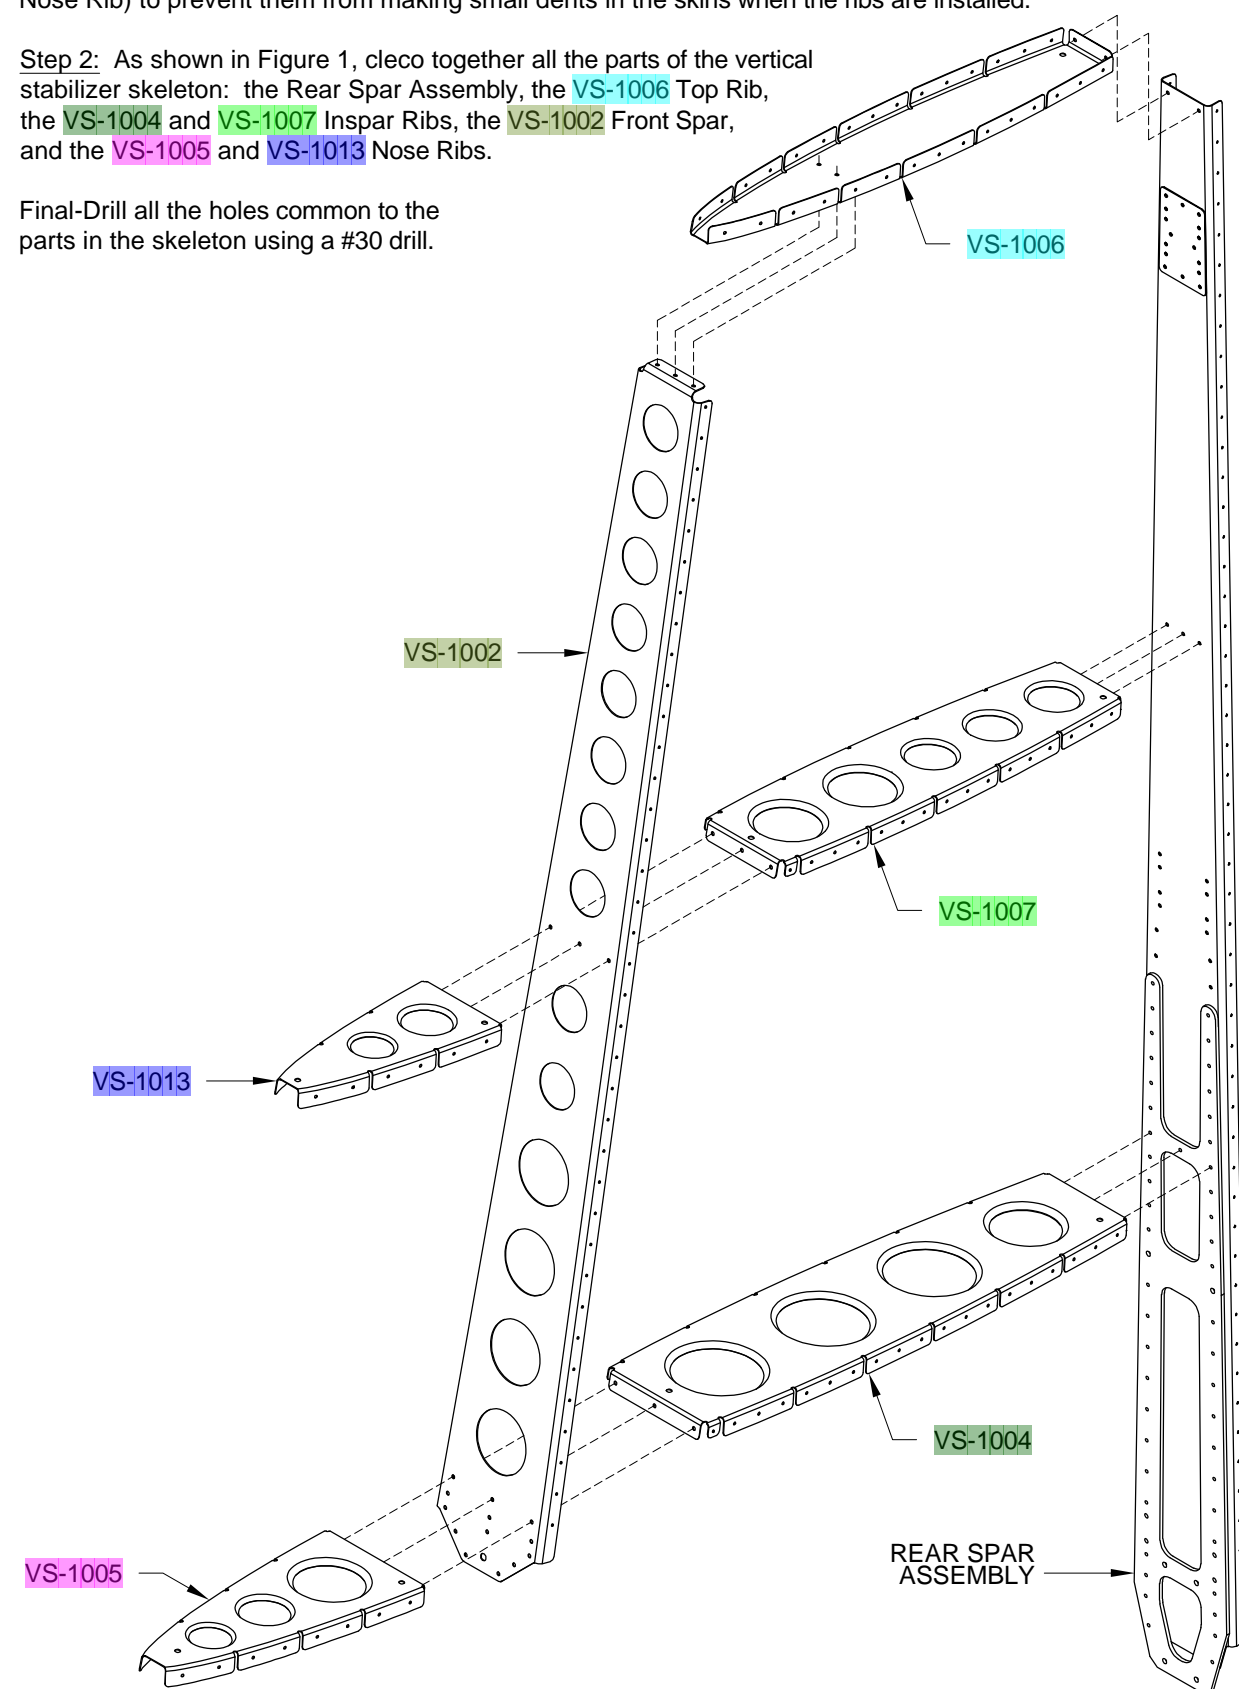 Nose Rib) to prevent them from making small dents in the skins when the ribs are installed.
Step 2: As shown in Figure 1, cleco together all the parts of the vertical
stabilizer skeleton: the Rear Spar Assembly, the VS-1006 Top Rib,
the VS-1004 and VS-1007 Inspar Ribs, the VS-1002 Front Spar,
and the VS-1005 and VS-1013 Nose Ribs.
Final-Drill all the holes common to the
parts in the skeleton using a #30 drill.
VS-1006
VS-1002
VS-1007
VS-1013
VS-1004
REAR SPAR
ASSEMBLY
VS-1005